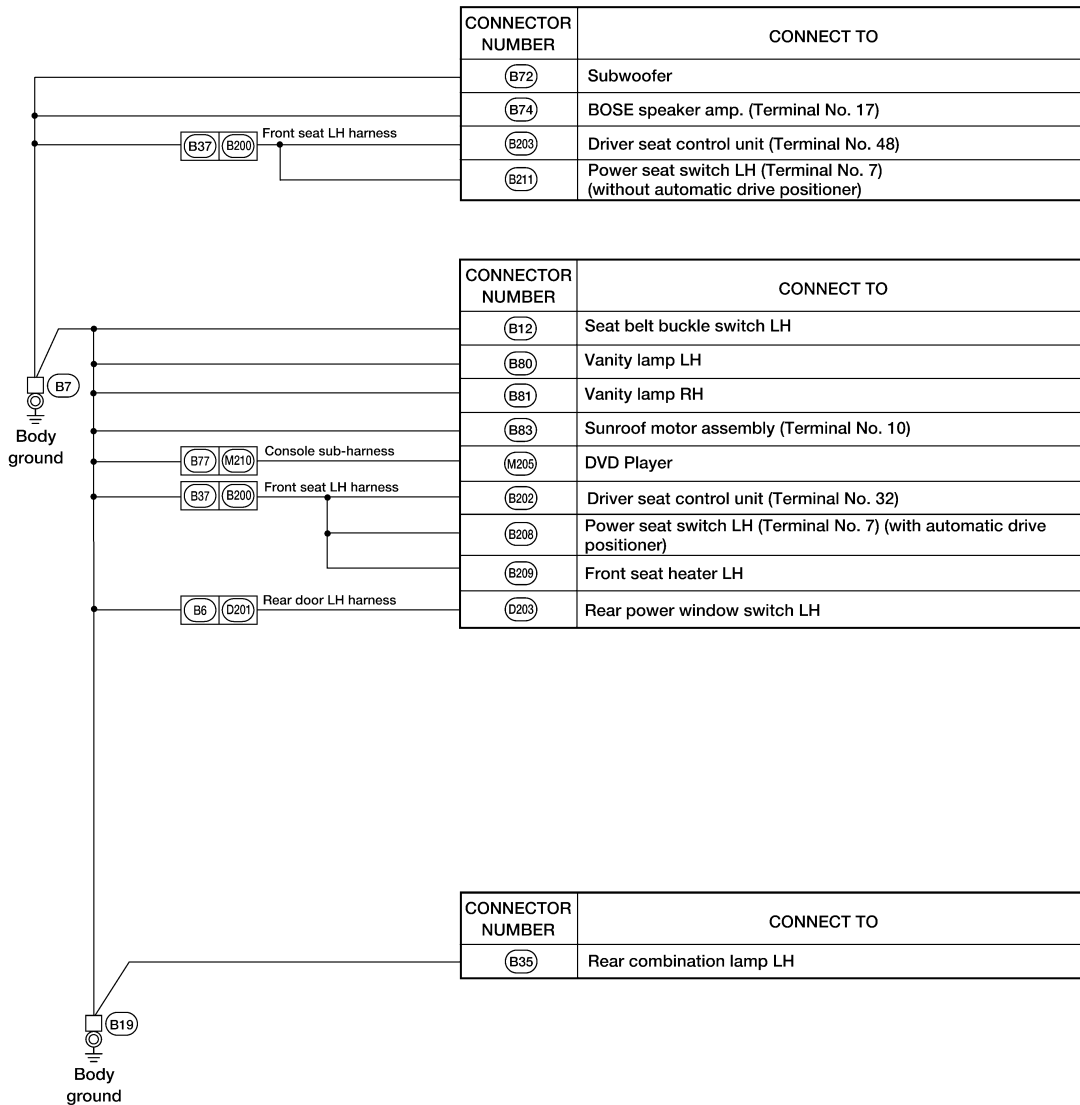 CONNECTOR
NUMBER
CONNECT TO
B72
Subwoofer
B74
BOSE speaker amp. (Terminal No. 17)
B37 B200
Front seat LH harness
B203
Driver seat control unit (Terminal No. 48)
B211
Power seat switch LH (Terminal No. 7)
(without automatic drive positioner)
CONNECTOR
NUMBER
CONNECT TO
B12
Seat belt buckle switch LH
B80
Vanity lamp LH
B7
Body
ground
B81
Vanity lamp RH
B83
Sunroof motor assembly (Terminal No. 10)
B77 M210
Console sub-harness
M205
DVD Player
B37 B200
Front seat LH harness
B202
Driver seat control unit (Terminal No. 32)
B208
Power seat switch LH (Terminal No. 7) (with automatic drive
positioner)
B209
Front seat heater LH
B6 D201
Rear door LH harness
D203
Rear power window switch LH
CONNECTOR
NUMBER
CONNECT TO
B35
Rear combination lamp LH
B19
Body
ground